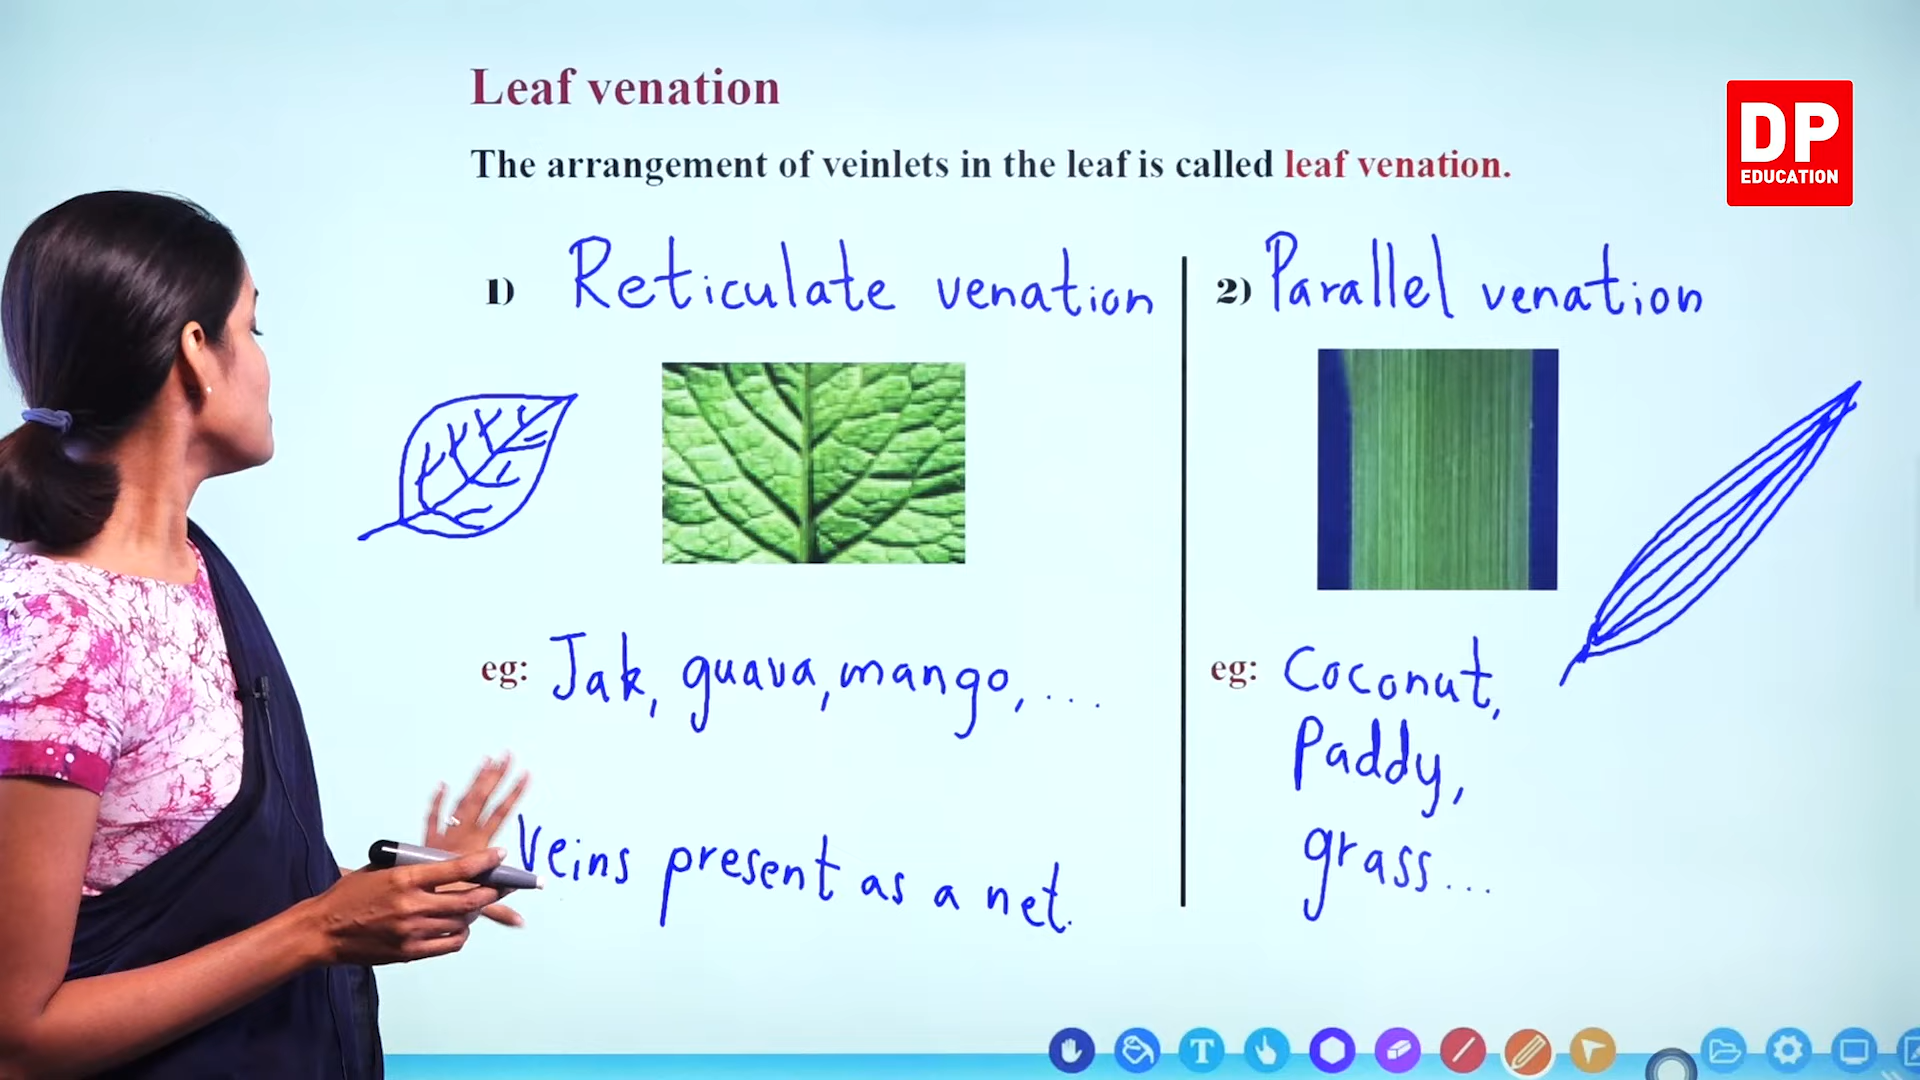 Leaf venation
The arrangement of veinlets in the leaf is called leaf venation.
DP
EDUCATION
1) Reticulate venation
2) Parallel venation
eg: Jak, guava, mango, ...
eg: Coconut,
Paddy,
grass...
Veins present as a net.
T